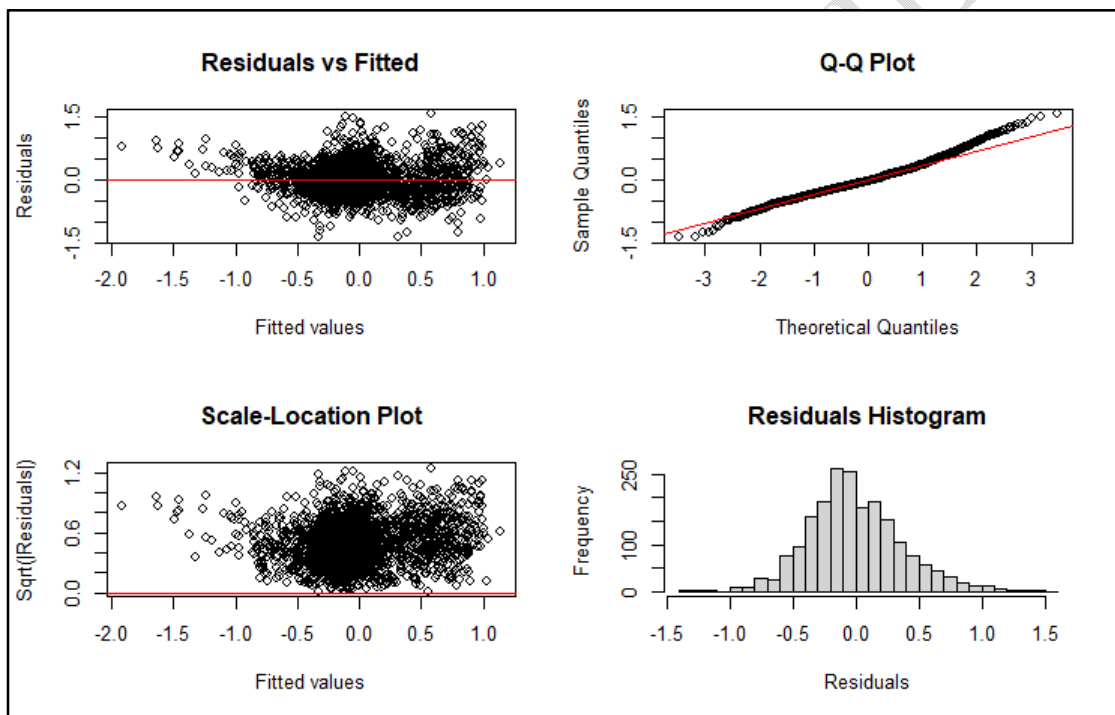 Residuals vs Fitted
Residuals
1.5
0.0
-1.5
-2.0 -1.5 -1.0 -0.5 0.0 0.5 1.0
Fitted values
Q-Q Plot
Sample Quantiles
1.5
0.0
-1.5
-3 -2 -1 0 1 2 3
Theoretical Quantiles
Scale-Location Plot
Sqrt(|Residuals|)
1.2
0.6
0.0
-2.0 -1.5 -1.0 -0.5 0.0 0.5 1.0
Fitted values
Residuals Histogram
Frequency
250
100
0
-1.5 -0.5 0.0 0.5 1.0 1.5
Residuals